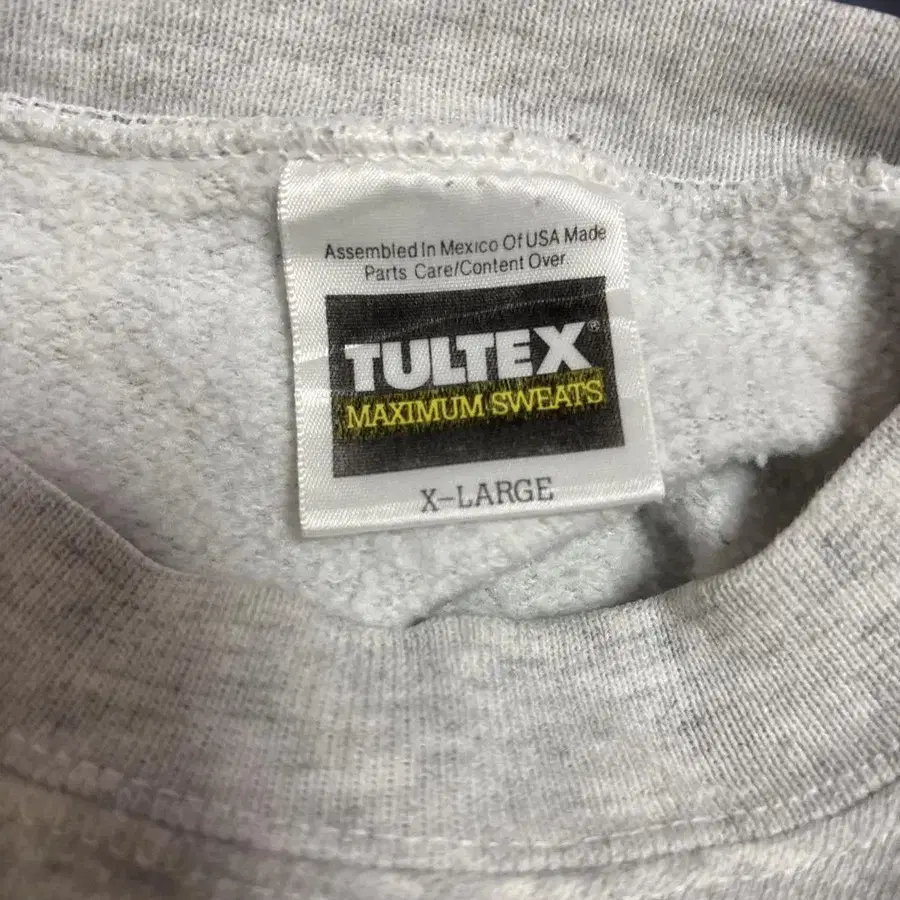 Assembled In Mexico Of USA Made
Parts Care/Content Over
TULTEX®
MAXIMUM SWEATS
X-LARGE